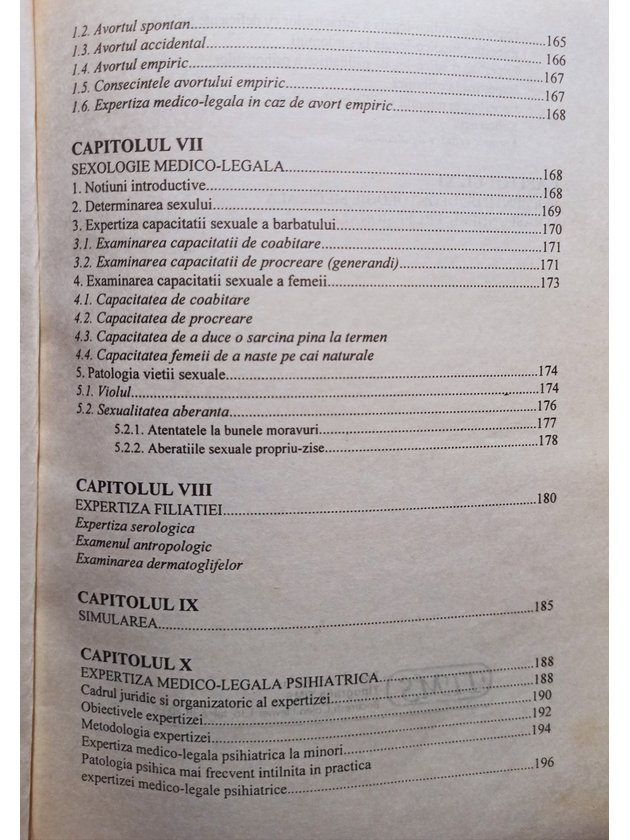 1.2. Avortul spontan
1.3. Avortul accidental..........165
1.4. Avortul empiric..........166
1.5. Consecintele avortului empiric..........167
1.6. Expertiza medico-legala in caz de avort empiric..........167
168
CAPITOLUL VII
SEXOLOGIE MEDICO-LEGALA..........168
1. Notiuni introductive..........168
2. Determinarea sexului..........169
3. Expertiza capacitatii sexuale a barbatului..........170
3.1. Examinarea capacitatii de coabitare..........171
3.2. Examinarea capacitatii de procreare (generandi)..........171
4. Examinarea capacitatii sexuale a femeii..........173
4.1. Capacitatea de coabitare
4.2. Capacitatea de procreare
4.3. Capacitatea de a duce o sarcina pina la termen
4.4. Capacitatea femeii de a naste pe cai naturale
5. Patologia vietii sexuale..........174
5.1. Violul..........174
5.2. Sexualitatea aberanta..........176
5.2.1. Atentatele la bunele moravuri..........177
5.2.2. Aberatiile sexuale propriu-zise..........178
CAPITOLUL VIII
EXPERTIZA FILIATIEI..........180
Expertiza serologica
Examenul antropologic
Examinarea dermatoglifelor
CAPITOLUL IX
SIMULAREA..........185
CAPITOLUL X
EXPERTIZA MEDICO-LEGALA PSIHIATRICA..........188
Cadrul juridic si organizatoric al expertizei..........188
Obiectivele expertizei..........190
Metodologia expertizei..........192
Expertiza medico-legala psihiatrica la minori..........194
Patologia psihica mai frecvent intilnita in practica
expertizei medico-legale psihiatrice..........196